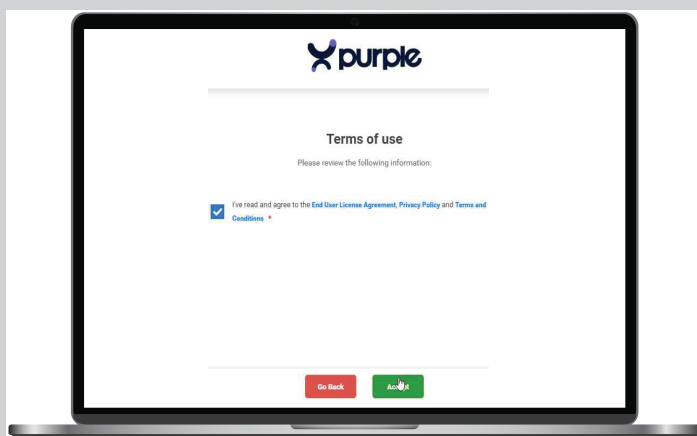 purple
Terms of use
Please review the following information:
I've read and agree to the End User License Agreement, Privacy Policy and Terms and
Conditions *
Go Back
Accept